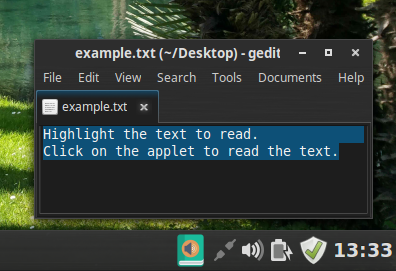 example.txt (~/Desktop) - gedit
File Edit View Search Tools Documents Help
example.txt
Highlight the text to read.
Click on the applet to read the text.
13:33